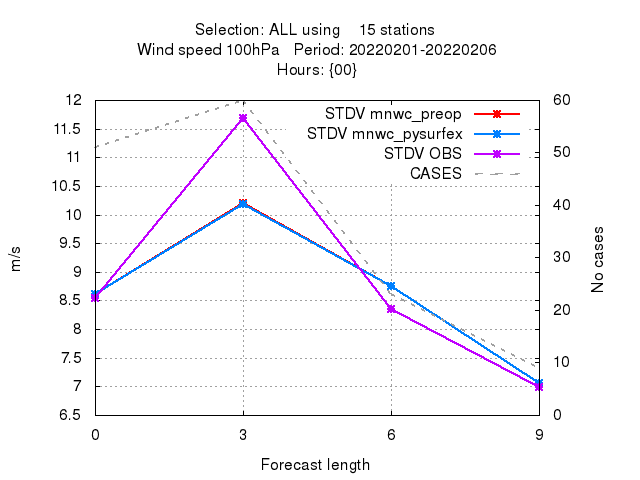 Selection: ALL using 15 stations
Wind speed 100hPa Period: 20220201-20220206
Hours: {00}
STDV mnwc_preop
STDV mnwc_pysurfex
STDV OBS
CASES
12
11.5
11
10.5
10
9.5
9
8.5
8
7.5
7
6.5
60
50
40
30
20
10
0
m/s
No cases
0 3 6 9
Forecast length